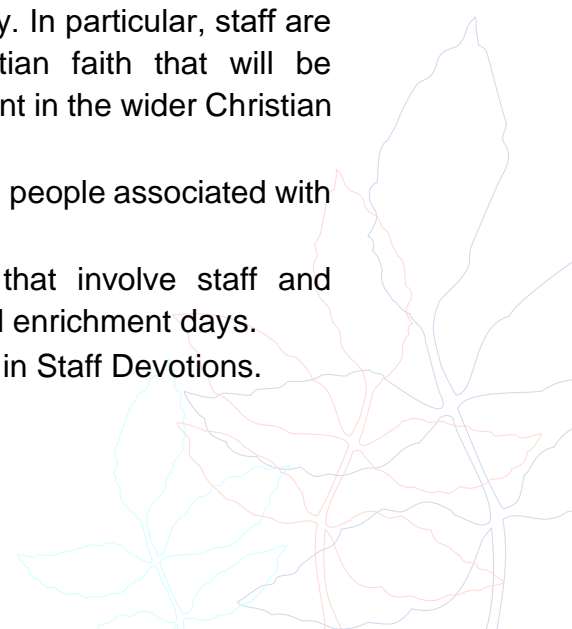 y. In particular, staff are
tian faith that will be
nt in the wider Christian
people associated with
that involve staff and
l enrichment days.
in Staff Devotions.